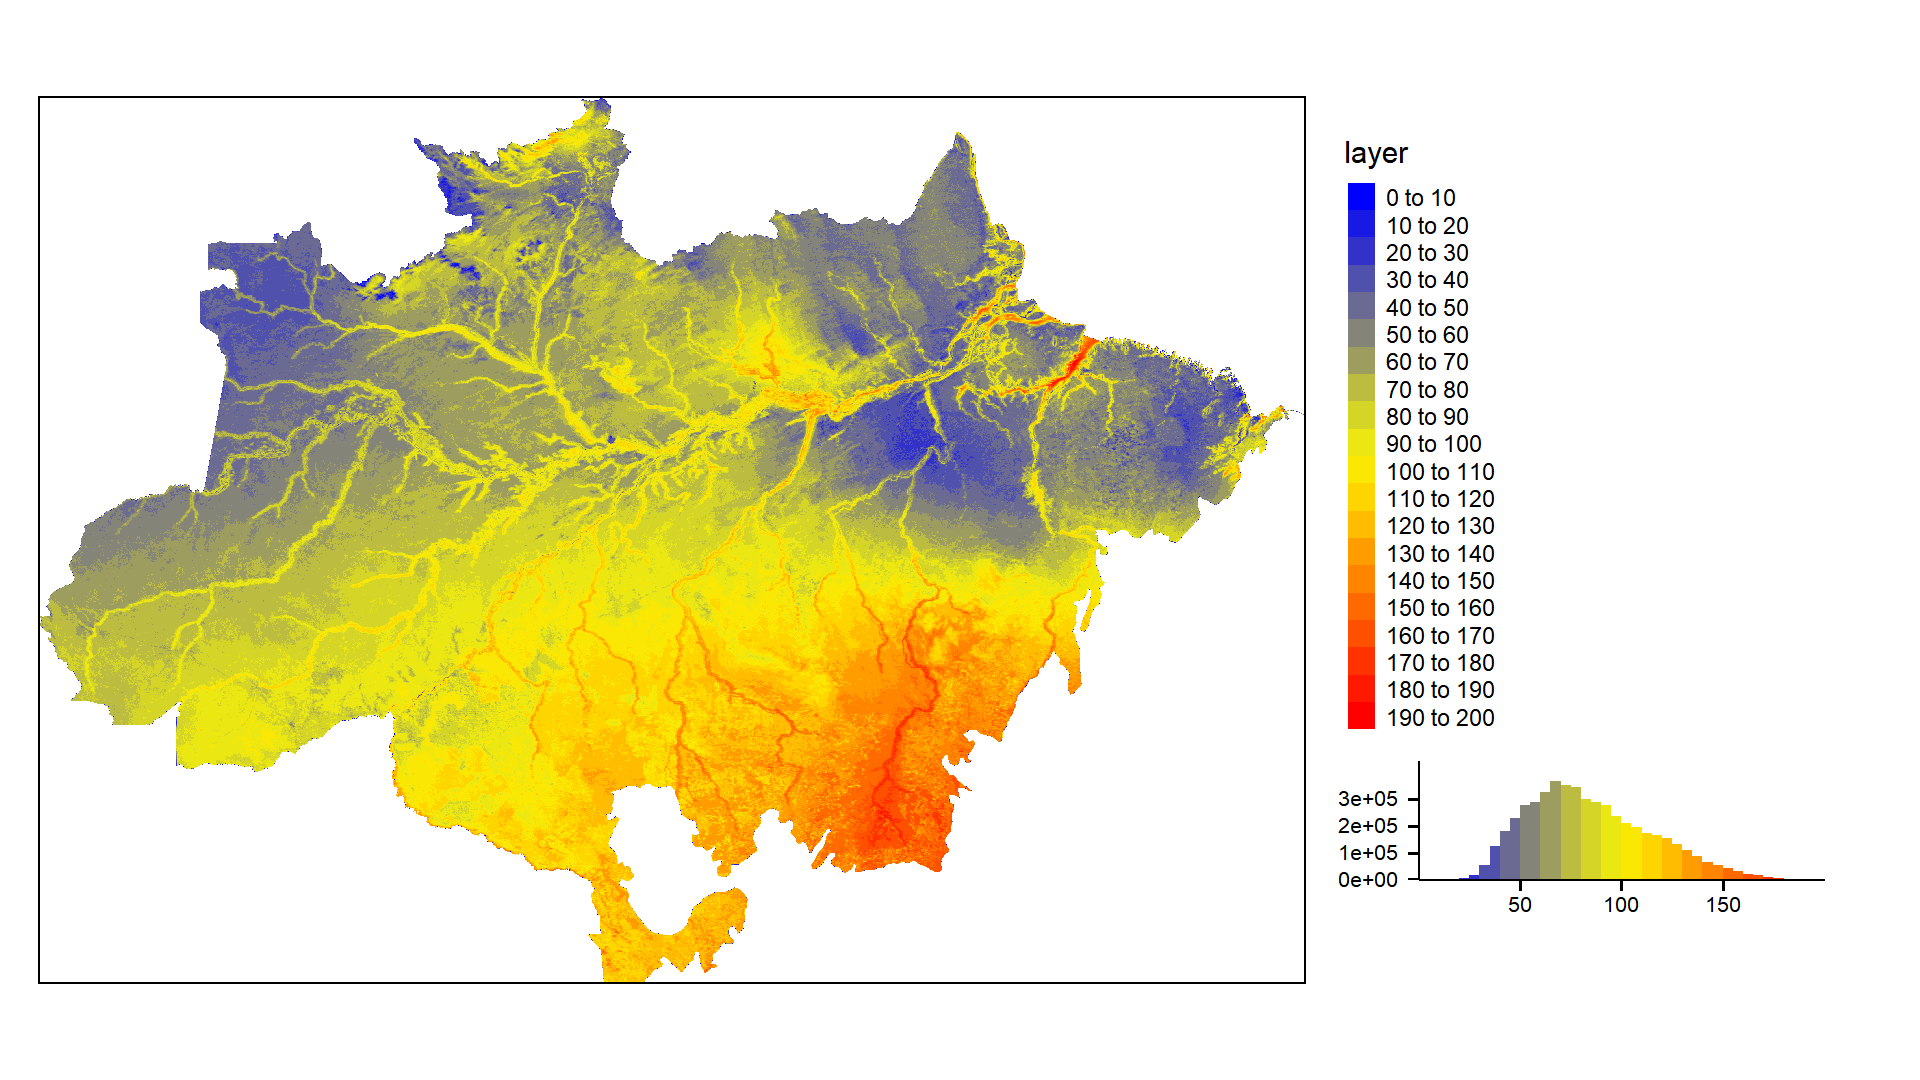 layer
0 to 10
10 to 20
20 to 30
30 to 40
40 to 50
50 to 60
60 to 70
70 to 80
80 to 90
90 to 100
100 to 110
110 to 120
120 to 130
130 to 140
140 to 150
150 to 160
160 to 170
170 to 180
180 to 190
190 to 200
3e+05
2e+05
1e+05
0e+00
50 100 150